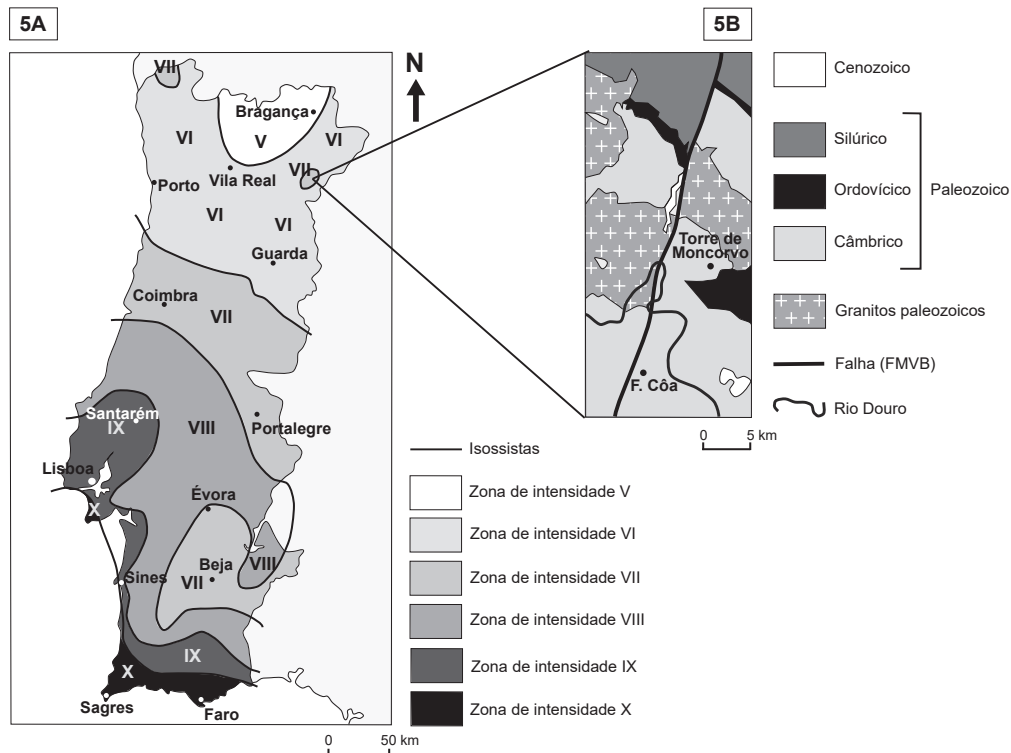 5A
VII
Bragança
VI
V
VI
VII
Vila Real
Porto
VI
VI
Guarda
Coimbra
VII
Santarém
IX
VIII
Portalegre
Lisboa
X
Évora
Beja
VIII
VII
Sines
IX
X
Sagres
Faro
0 50 km
N
Isossistas
Zona de intensidade V
Zona de intensidade VI
Zona de intensidade VII
Zona de intensidade VIII
Zona de intensidade IX
Zona de intensidade X
5B
Torre de
Moncorvo
F. Côa
0 5 km
Cenozoico
Silúrico
Ordovícico
Câmbrico
Paleozoico
Granitos paleozoicos
Falha (FMVB)
Rio Douro